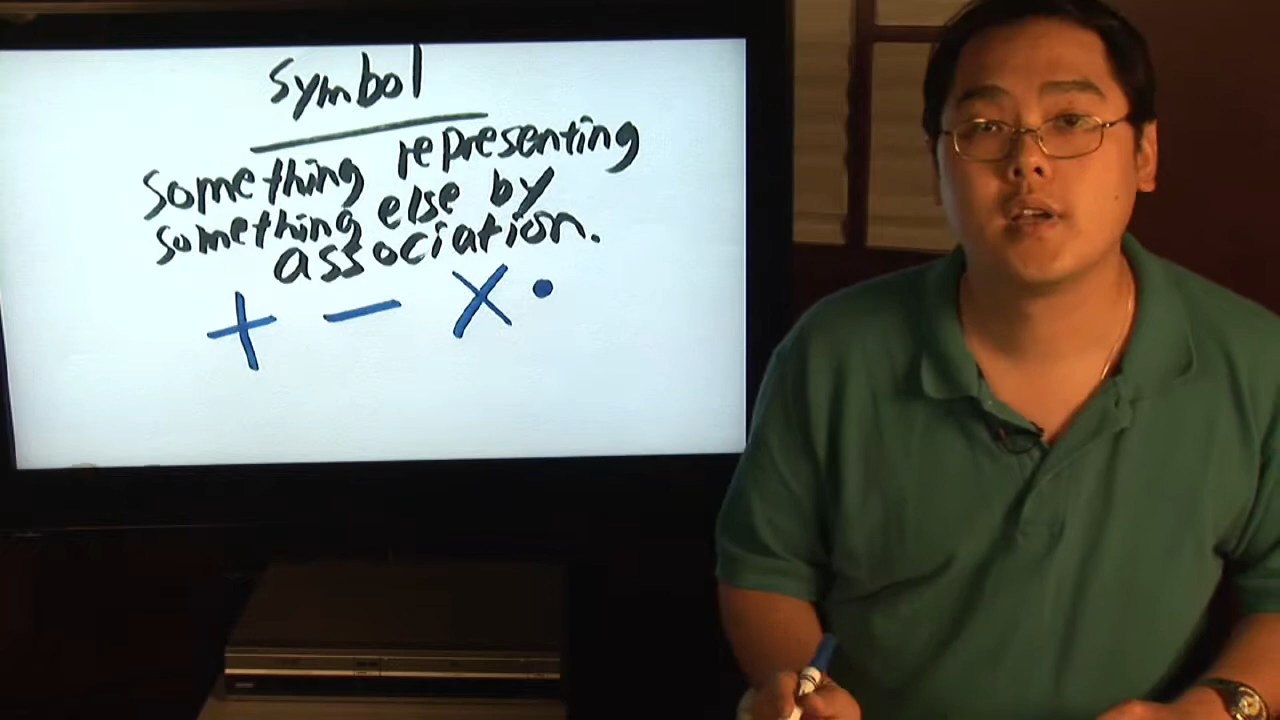 Symbol
Something representing
something else by
association.
+ − × •